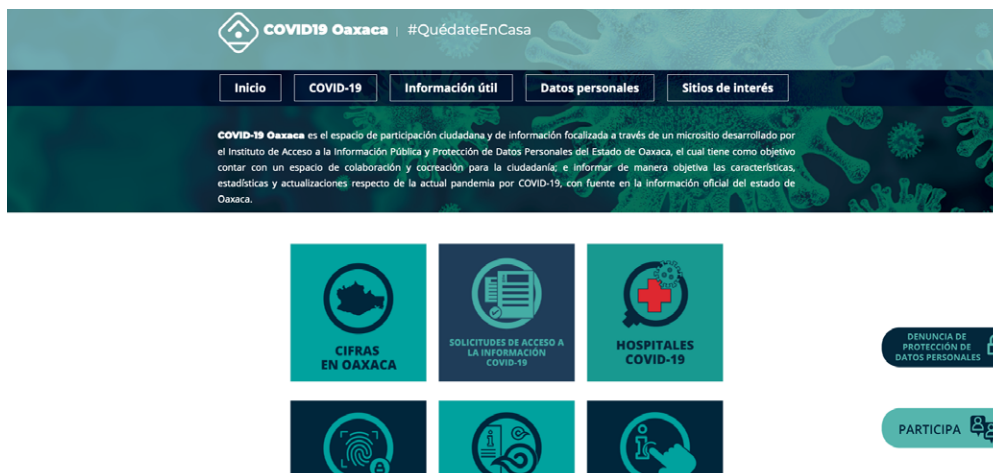 COVID19 Oaxaca | #QuédateEnCasa
Inicio COVID-19 Información útil Datos personales Sitios de interés
COVID-19 Oaxaca es el espacio de participación ciudadana y de información focalizada a través de un micrositio desarrollado por
el Instituto de Acceso a la Información Pública y Protección de Datos Personales del Estado de Oaxaca, el cual tiene como objetivo
contar con un espacio de colaboración y cocreación para la ciudadanía; e informar de manera objetiva las características,
estadísticas y actualizaciones respecto de la actual pandemia por COVID-19, con fuente en la información oficial del estado de
Oaxaca.
CIFRAS
EN OAXACA
SOLICITUDES DE ACCESO A
LA INFORMACIÓN
COVID-19
HOSPITALES
COVID-19
DENUNCIA DE
PROTECCIÓN DE
DATOS PERSONALES
PARTICIPA